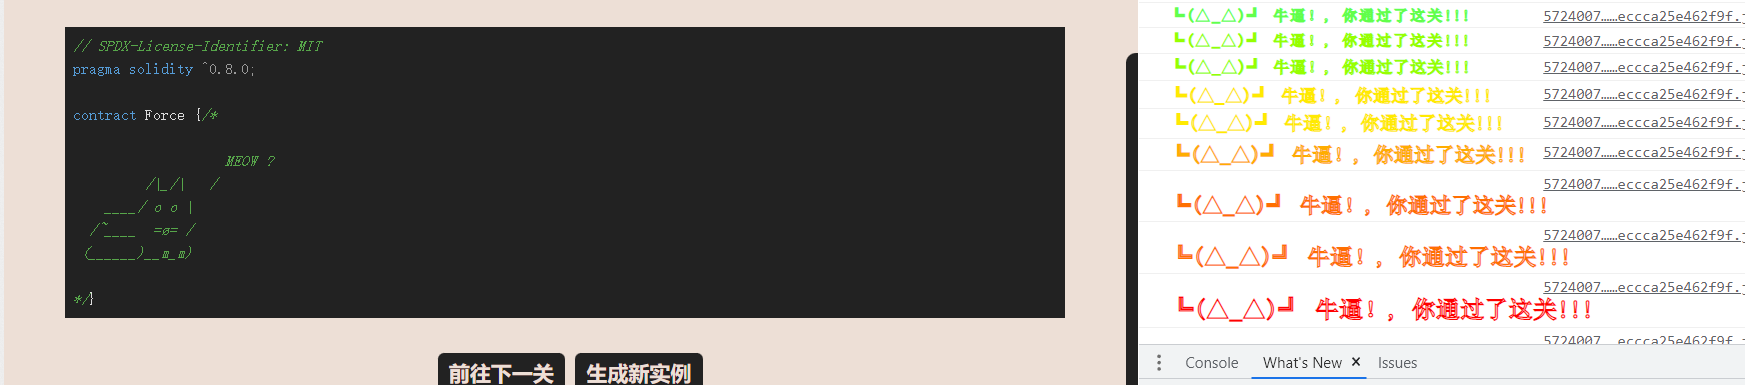 // SPDX-License-Identifier: MIT
pragma solidity ^0.8.0;
contract Force {/*
MEOW ?
/\_/\   /
____/ o o \
/~____  =ø= /
(______)__m_m)
*/}
前往下一关
生成新实例
┗(△_△)┛ 牛逼!, 你通过了这关!!! 5724007……eccca25e462f9f.j
┗(△_△)┛ 牛逼!, 你通过了这关!!! 5724007……eccca25e462f9f.j
┗(△_△)┛ 牛逼!, 你通过了这关!!! 5724007……eccca25e462f9f.j
┗(△_△)┛ 牛逼!, 你通过了这关!!! 5724007……eccca25e462f9f.j
┗(△_△)┛ 牛逼!, 你通过了这关!!! 5724007……eccca25e462f9f.j
┗(△_△)┛ 牛逼!, 你通过了这关!!! 5724007……eccca25e462f9f.j
5724007……eccca25e462f9f.j
┗(△_△)┛ 牛逼!, 你通过了这关!!!
5724007……eccca25e462f9f.j
┗(△_△)┛ 牛逼!, 你通过了这关!!!
5724007……eccca25e462f9f.j
┗(△_△)┛ 牛逼!, 你通过了这关!!!
5724007……eccca25e462f9f.j
Console What's New × Issues